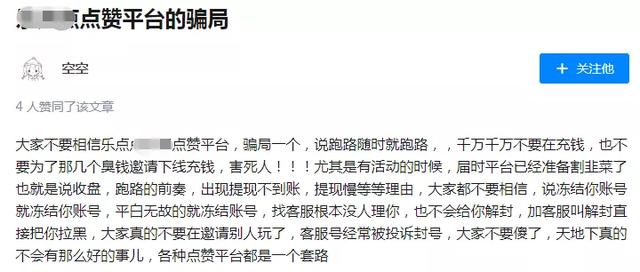 点赞平台的骗局
空空
+ 关注他
4 人赞同了该文章
大家不要相信乐点 点赞平台，骗局一个，说跑路随时就跑路，，千万千万不要在充钱，也不
要为了那几个臭钱邀请下线充钱，害死人！！！尤其是有活动的时候，届时平台已经准备割韭菜了
也就是说收盘，跑路的前奏，出现提现不到账，提现慢等等理由，大家都不要相信，说冻结你账号
就冻结你账号，平白无故的就冻结账号，找客服根本没人理你，也不会给你解封，加客服叫解封直
接把你拉黑，大家真的不要在邀请别人玩了，客服号经常被投诉封号，大家不要傻了，天地下真的
不会有那么好的事儿，各种点赞平台都是一个套路